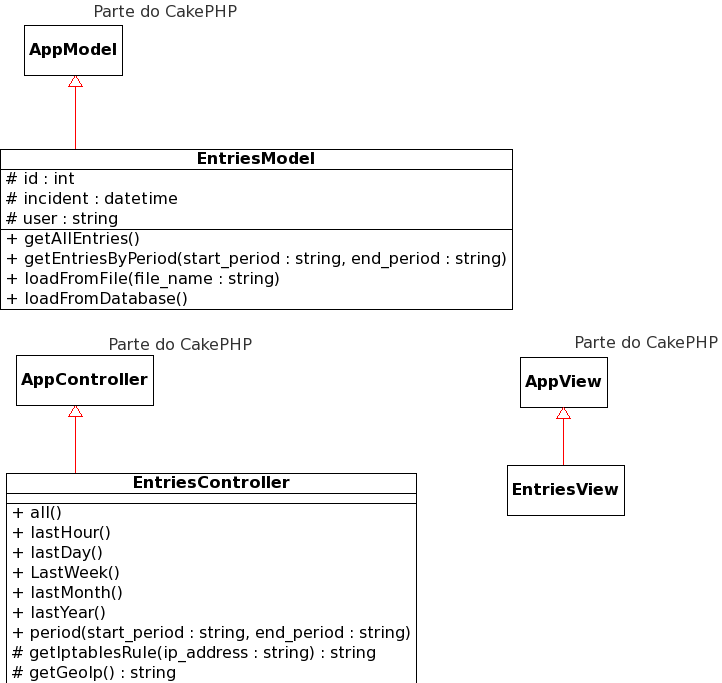 Parte do CakePHP
AppModel
EntriesModel
# id : int
# incident : datetime
# user : string
+ getAllEntries()
+ getEntriesByPeriod(start_period : string, end_period : string)
+ loadFromFile(file_name : string)
+ loadFromDatabase()
Parte do CakePHP
AppController
EntriesController
+ all()
+ lastHour()
+ lastDay()
+ LastWeek()
+ lastMonth()
+ lastYear()
+ period(start_period : string, end_period : string)
# getIptablesRule(ip_address : string) : string
# getGeoIp() : string
Parte do CakePHP
AppView
EntriesView